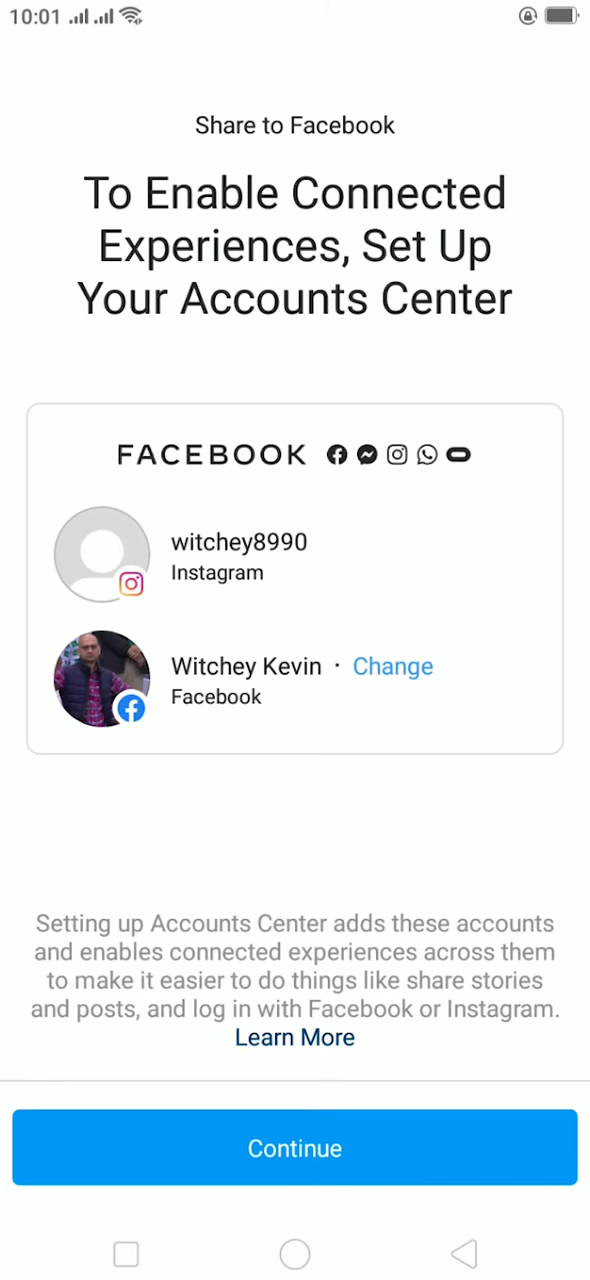 10:01
Share to Facebook
To Enable Connected
Experiences, Set Up
Your Accounts Center
FACEBOOK
witchey8990
Instagram
Witchey Kevin · Change
Facebook
Setting up Accounts Center adds these accounts
and enables connected experiences across them
to make it easier to do things like share stories
and posts, and log in with Facebook or Instagram.
Learn More
Continue